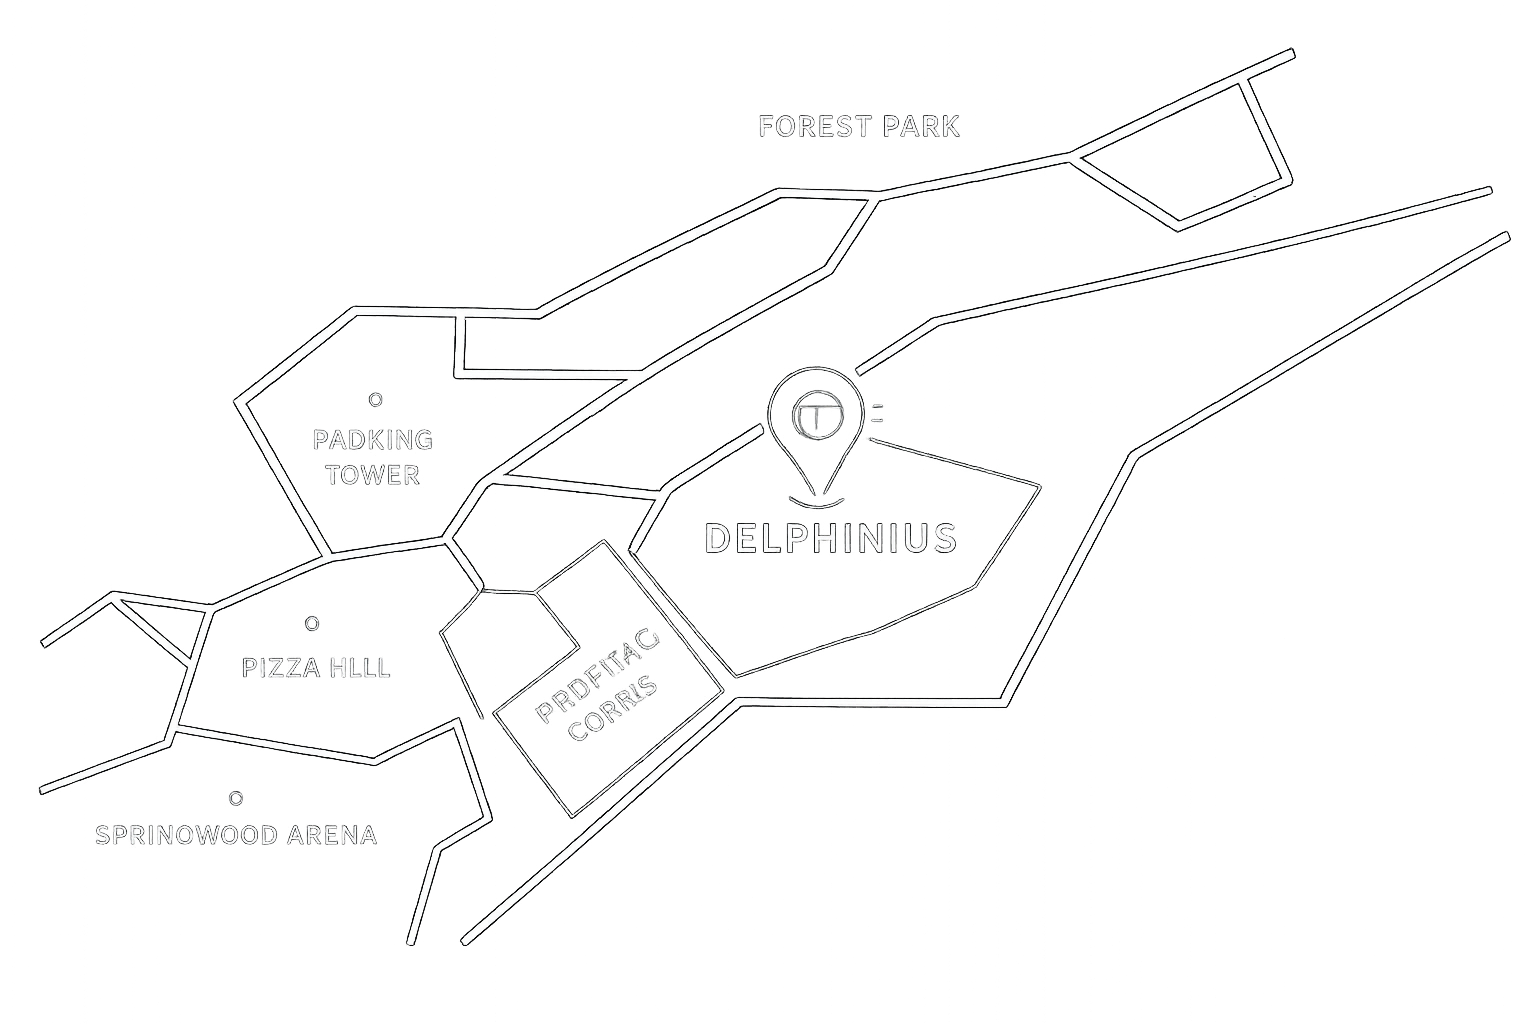 FOREST PARK
PADKING
TOWER
DELPHINIUS
PIZZA HLLL
PRDFITAG
CORRIS
SPRINOWOOD ARENA